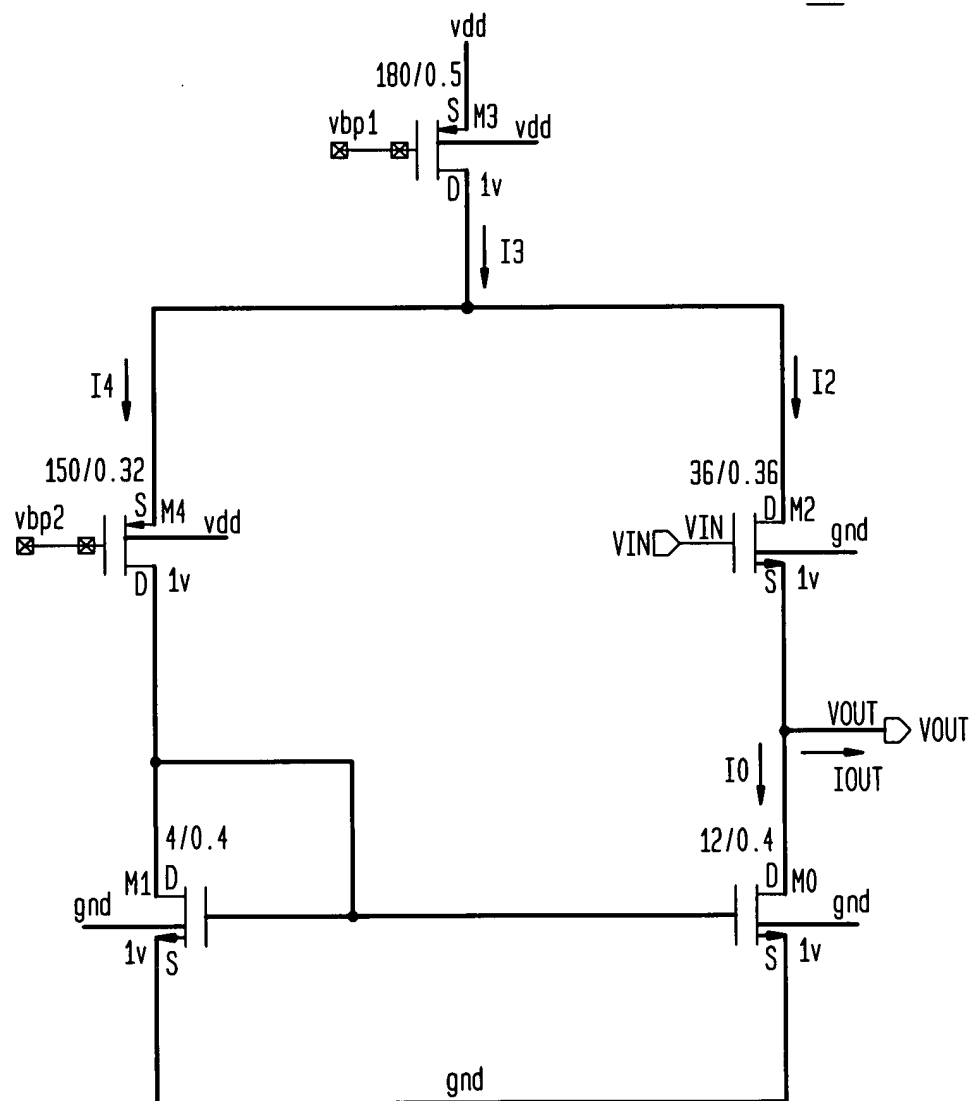 vdd
180/0.5
S M3
vbp1
vdd
D 1v
I3
I4
I2
150/0.32
36/0.36
S M4
D M2
vbp2
vdd
VIN VIN
gnd
D 1v
S 1v
VOUT VOUT
I0
IOUT
4/0.4
12/0.4
M1 D
D M0
gnd
gnd
1v S
S 1v
gnd